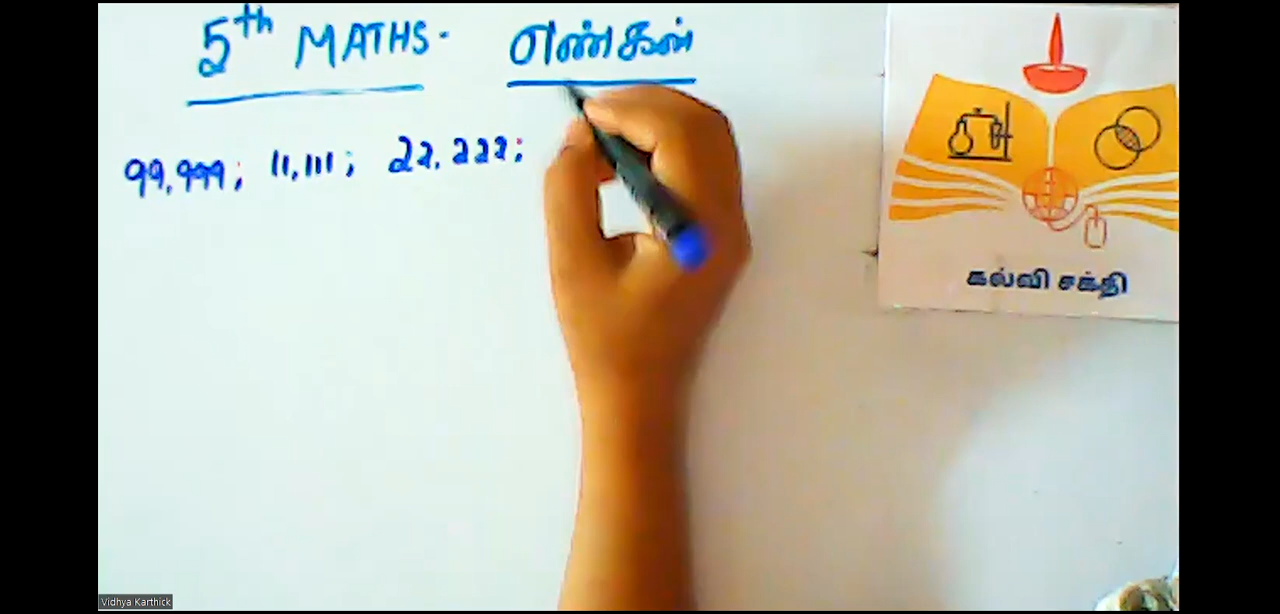 5th MATHS - எண்கள்
99,999; 11,111; 22,222;
கல்வி சக்தி
Vidhya Karthick